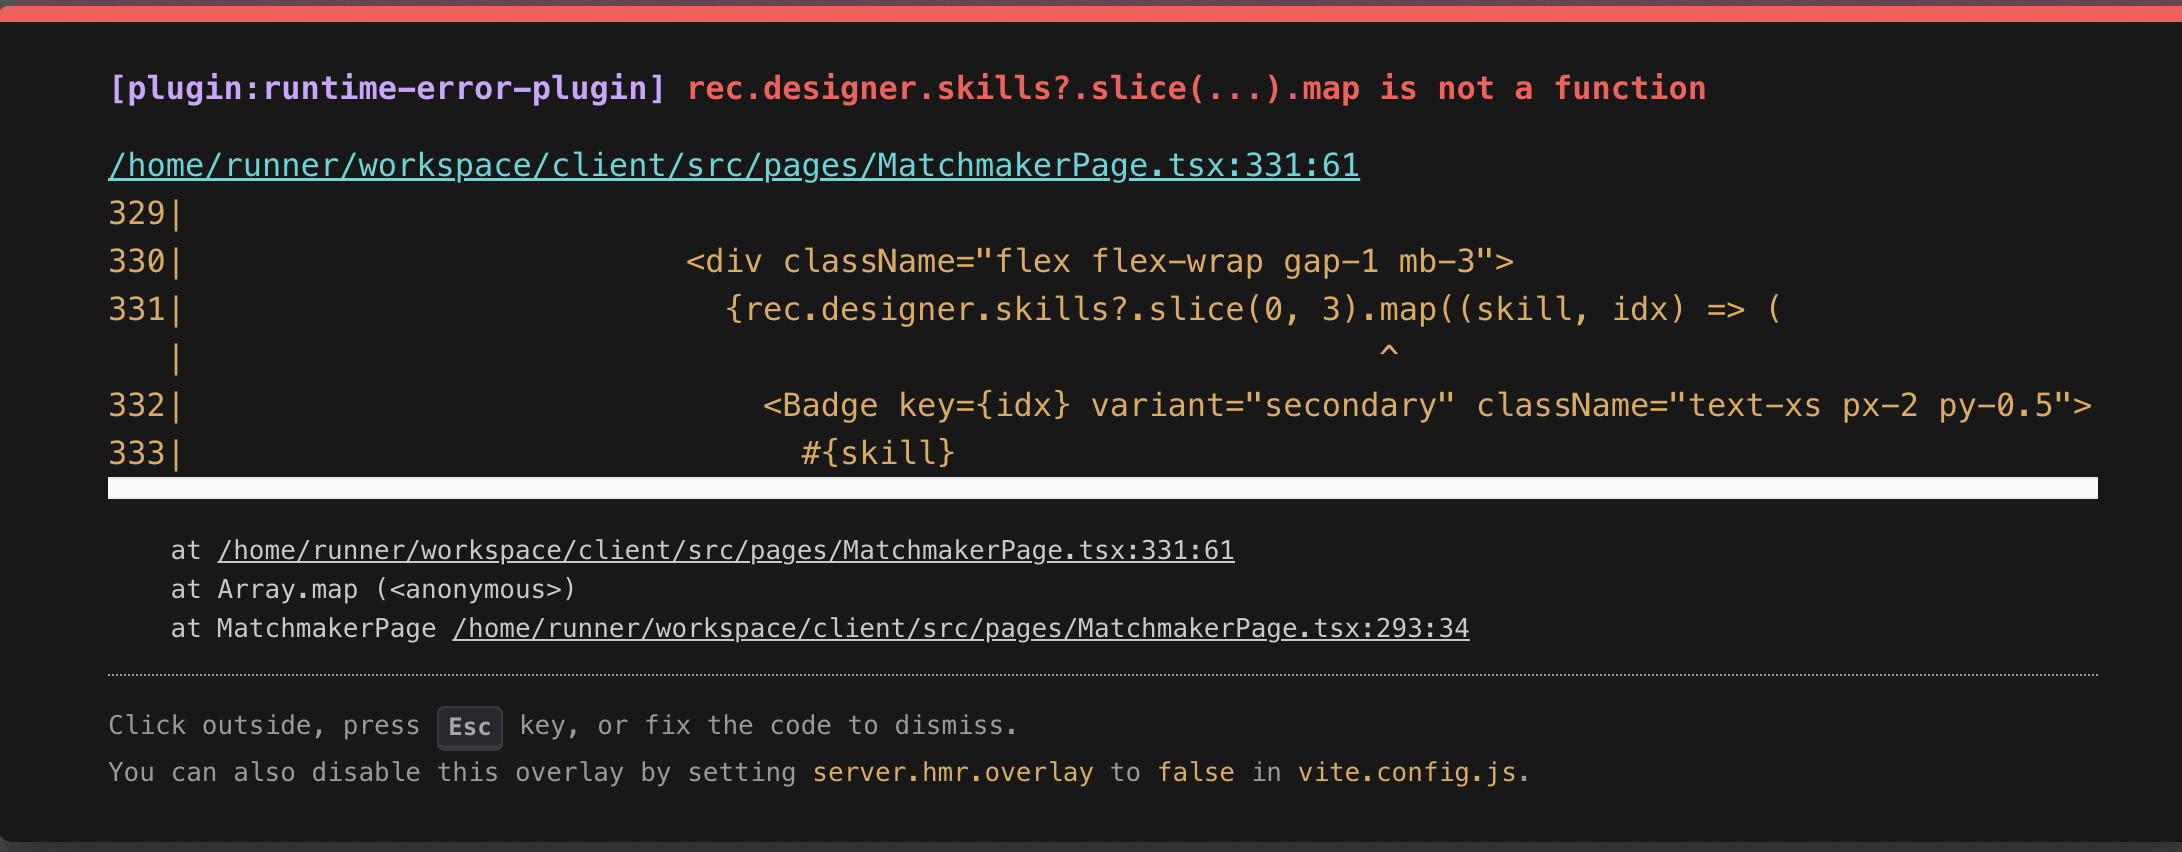 [plugin:runtime-error-plugin] rec.designer.skills?.slice(...).map is not a function
/home/runner/workspace/client/src/pages/MatchmakerPage.tsx:331:61
329|
330|                          <div className="flex flex-wrap gap-1 mb-3">
331|                            {rec.designer.skills?.slice(0, 3).map((skill, idx) => (
   |                                                              ^
332|                              <Badge key={idx} variant="secondary" className="text-xs px-2 py-0.5">
333|                                #{skill}
at /home/runner/workspace/client/src/pages/MatchmakerPage.tsx:331:61
at Array.map (<anonymous>)
at MatchmakerPage /home/runner/workspace/client/src/pages/MatchmakerPage.tsx:293:34
Click outside, press Esc key, or fix the code to dismiss.
You can also disable this overlay by setting server.hmr.overlay to false in vite.config.js.